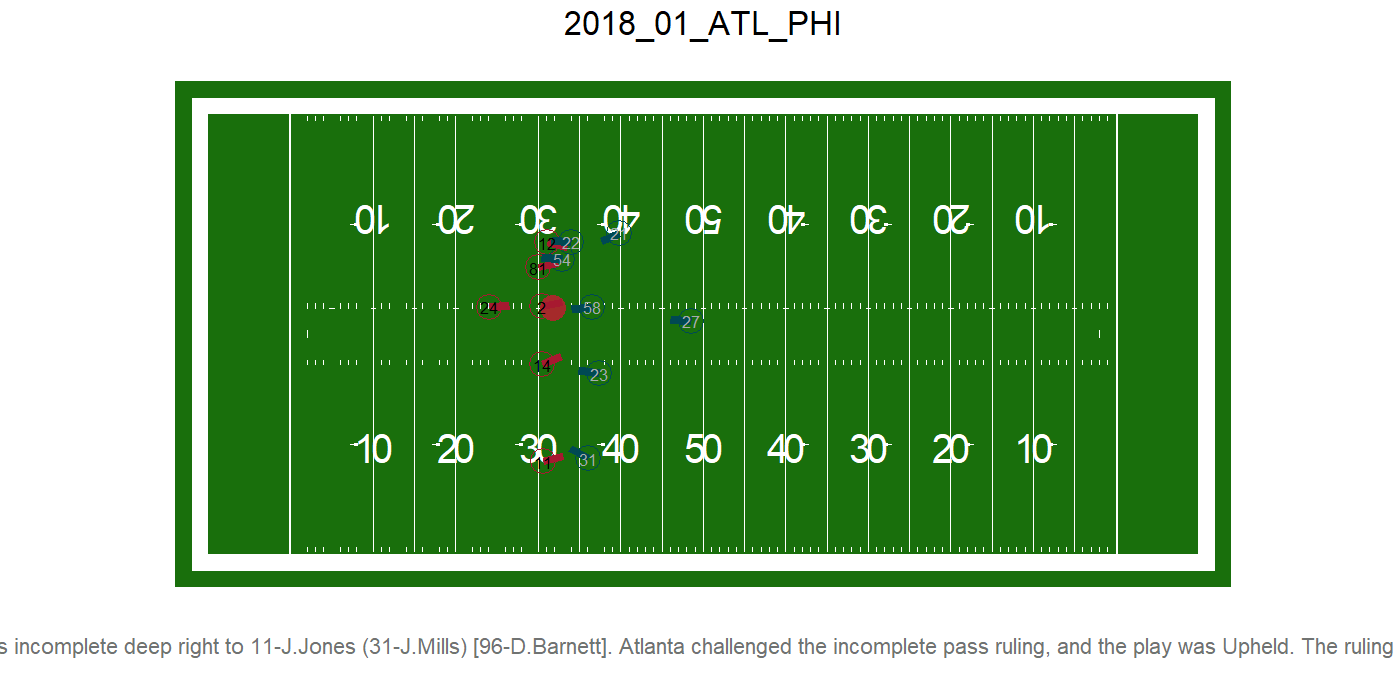 2018_01_ATL_PHI
10 20 30 40 50 40 30 20 10
12 22 21
81 54
24 2 58
27
14 23
10 20 30 40 50 40 30 20 10
11 31
s incomplete deep right to 11-J.Jones (31-J.Mills) [96-D.Barnett]. Atlanta challenged the incomplete pass ruling, and the play was Upheld. The ruling